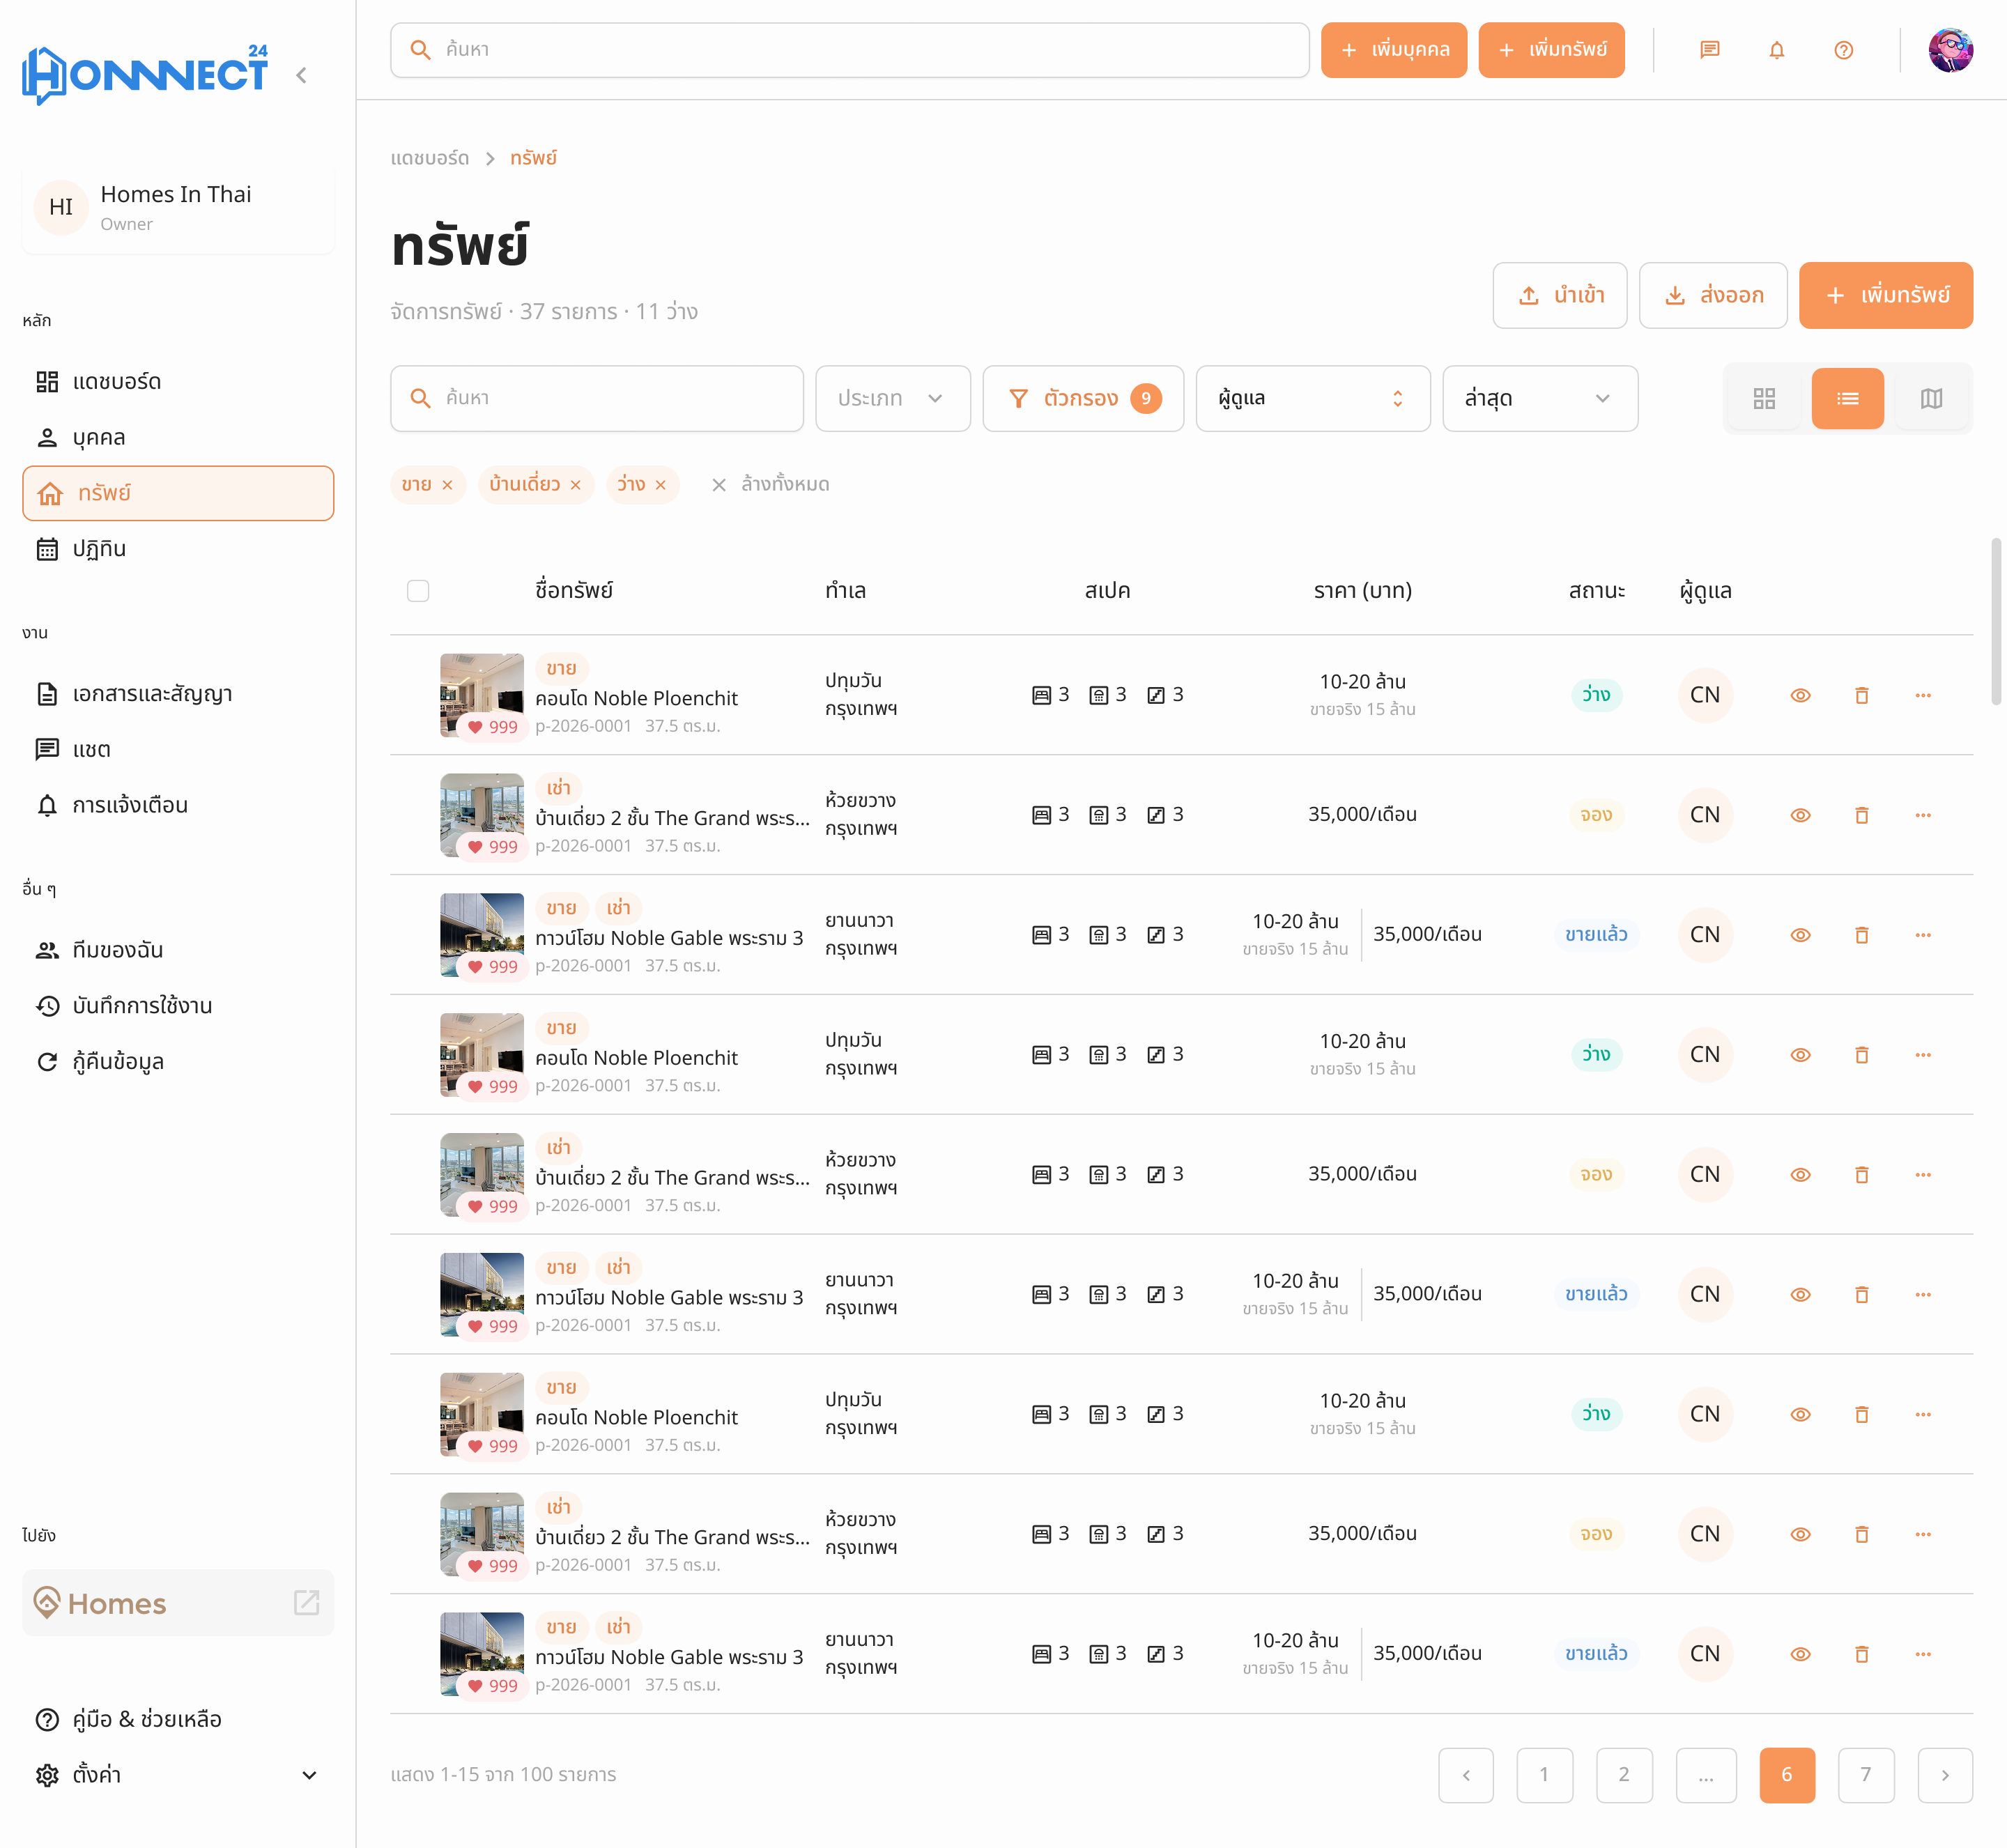 HONNNECT 24
HI
Homes In Thai
Owner
หลัก
แดชบอร์ด
บุคคล
ทรัพย์
ปฏิทิน
งาน
เอกสารและสัญญา
แชต
การแจ้งเตือน
อื่น ๆ
ทีมของฉัน
บันทึกการใช้งาน
กู้คืนข้อมูล
ไปยัง
Homes
คู่มือ & ช่วยเหลือ
ตั้งค่า
ค้นหา
เพิ่มบุคคล
เพิ่มทรัพย์
แดชบอร์ด > ทรัพย์
ทรัพย์
จัดการทรัพย์ · 37 รายการ · 11 ว่าง
นำเข้า
ส่งออก
เพิ่มทรัพย์
ค้นหา
ประเภท
ตัวกรอง 9
ผู้ดูแล
ล่าสุด
ขาย × บ้านเดี่ยว × ว่าง × × ล้างทั้งหมด
ชื่อทรัพย์ ทำเล สเปค ราคา (บาท) สถานะ ผู้ดูแล
ขาย
คอนโด Noble Ploenchit
999 p-2026-0001 37.5 ตร.ม.
ปทุมวัน
กรุงเทพฯ
3 3 3
10-20 ล้าน
ขายจริง 15 ล้าน
ว่าง
CN
เช่า
บ้านเดี่ยว 2 ชั้น The Grand พระร...
999 p-2026-0001 37.5 ตร.ม.
ห้วยขวาง
กรุงเทพฯ
3 3 3
35,000/เดือน
จอง
CN
ขาย เช่า
ทาวน์โฮม Noble Gable พระราม 3
999 p-2026-0001 37.5 ตร.ม.
ยานนาวา
กรุงเทพฯ
3 3 3
10-20 ล้าน
ขายจริง 15 ล้าน
35,000/เดือน
ขายแล้ว
CN
ขาย
คอนโด Noble Ploenchit
999 p-2026-0001 37.5 ตร.ม.
ปทุมวัน
กรุงเทพฯ
3 3 3
10-20 ล้าน
ขายจริง 15 ล้าน
ว่าง
CN
เช่า
บ้านเดี่ยว 2 ชั้น The Grand พระร...
999 p-2026-0001 37.5 ตร.ม.
ห้วยขวาง
กรุงเทพฯ
3 3 3
35,000/เดือน
จอง
CN
ขาย เช่า
ทาวน์โฮม Noble Gable พระราม 3
999 p-2026-0001 37.5 ตร.ม.
ยานนาวา
กรุงเทพฯ
3 3 3
10-20 ล้าน
ขายจริง 15 ล้าน
35,000/เดือน
ขายแล้ว
CN
ขาย
คอนโด Noble Ploenchit
999 p-2026-0001 37.5 ตร.ม.
ปทุมวัน
กรุงเทพฯ
3 3 3
10-20 ล้าน
ขายจริง 15 ล้าน
ว่าง
CN
เช่า
บ้านเดี่ยว 2 ชั้น The Grand พระร...
999 p-2026-0001 37.5 ตร.ม.
ห้วยขวาง
กรุงเทพฯ
3 3 3
35,000/เดือน
จอง
CN
ขาย เช่า
ทาวน์โฮม Noble Gable พระราม 3
999 p-2026-0001 37.5 ตร.ม.
ยานนาวา
กรุงเทพฯ
3 3 3
10-20 ล้าน
ขายจริง 15 ล้าน
35,000/เดือน
ขายแล้ว
CN
แสดง 1-15 จาก 100 รายการ
1 2 ... 6 7